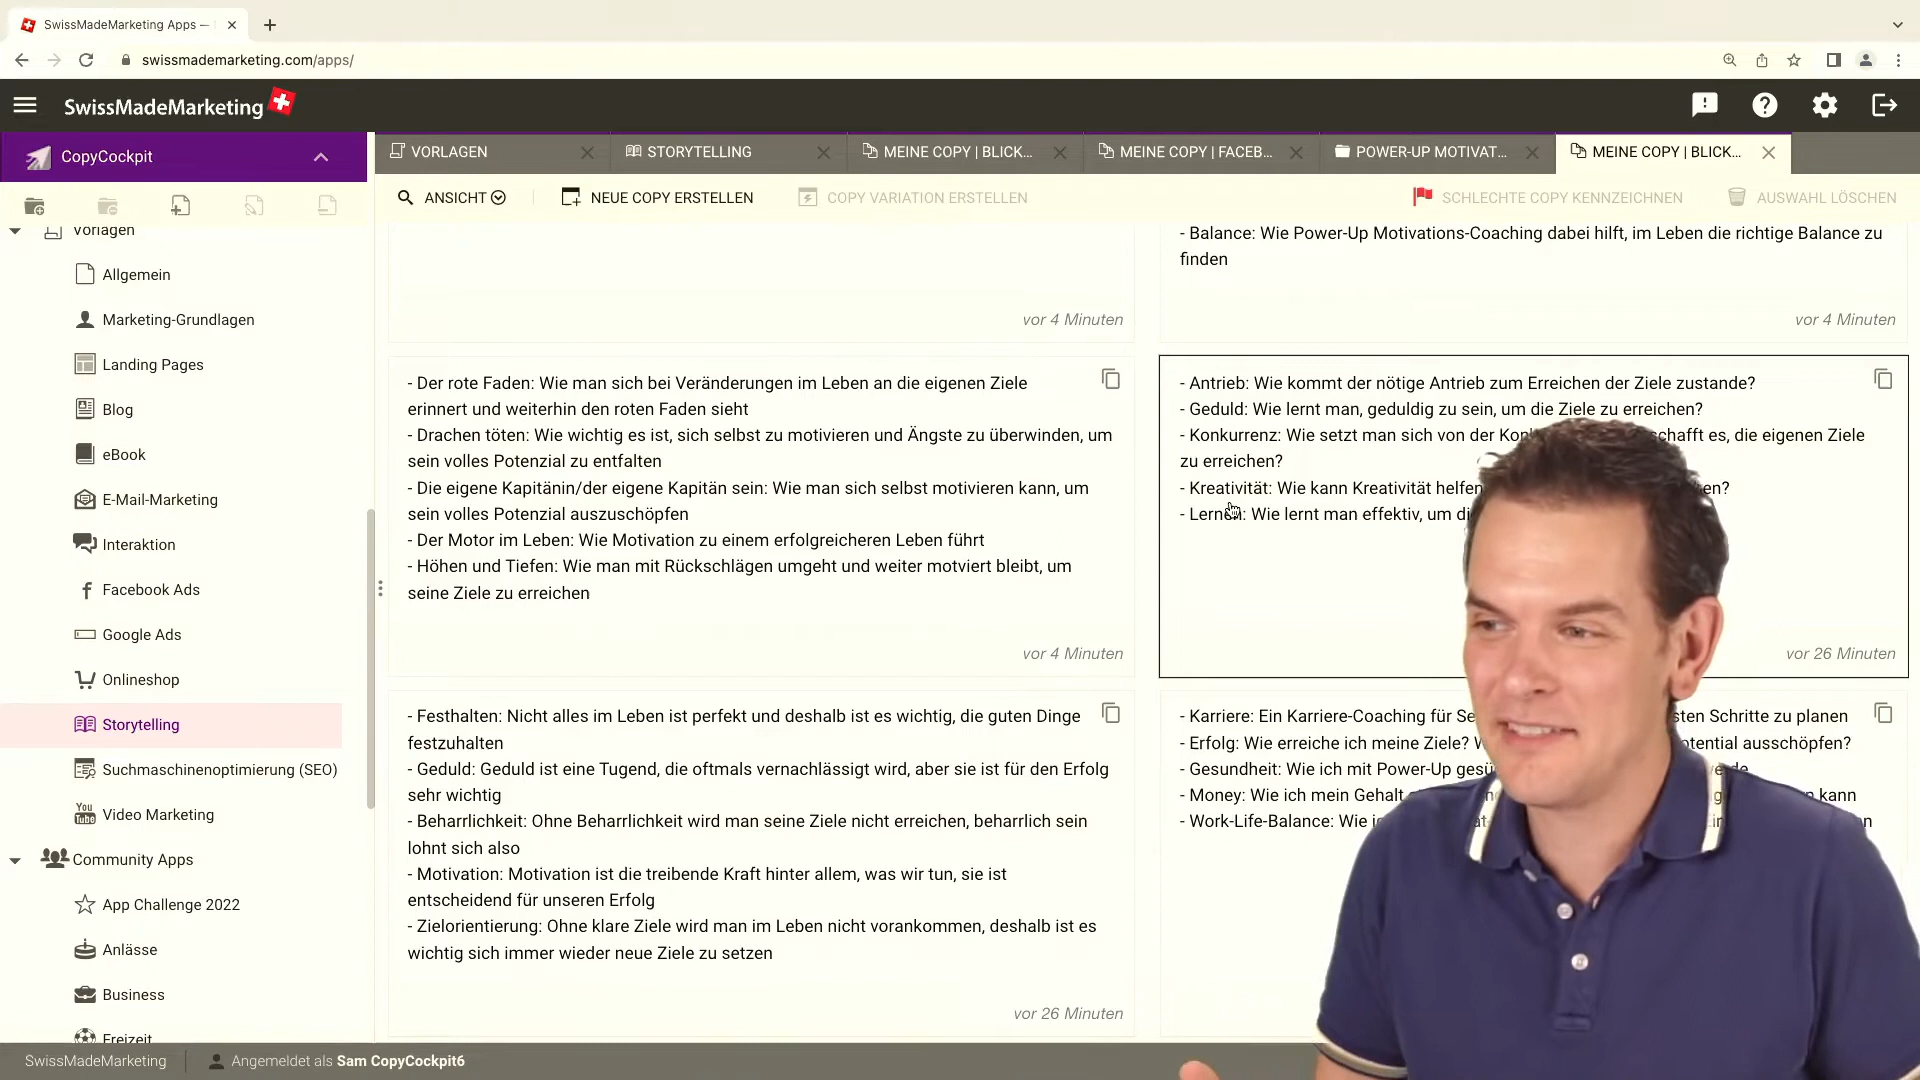 SwissMadeMarketing Apps —
swissmademarketing.com/apps/
SwissMadeMarketing
CopyCockpit
VORLAGEN
STORYTELLING
MEINE COPY | BLICK...
MEINE COPY | FACEB...
POWER-UP MOTIVAT...
MEINE COPY | BLICK...
ANSICHT
NEUE COPY ERSTELLEN
COPY VARIATION ERSTELLEN
SCHLECHTE COPY KENNZEICHNEN
AUSWAHL LÖSCHEN
Vorlagen
Allgemein
Marketing-Grundlagen
Landing Pages
Blog
eBook
E-Mail-Marketing
Interaktion
Facebook Ads
Google Ads
Onlineshop
Storytelling
Suchmaschinenoptimierung (SEO)
You Tube
Video Marketing
Community Apps
App Challenge 2022
Anlässe
Business
Freizeit
vor 4 Minuten
- Balance: Wie Power-Up Motivations-Coaching dabei hilft, im Leben die richtige Balance zu
finden
vor 4 Minuten
- Der rote Faden: Wie man sich bei Veränderungen im Leben an die eigenen Ziele
erinnert und weiterhin den roten Faden sieht
- Drachen töten: Wie wichtig es ist, sich selbst zu motivieren und Ängste zu überwinden, um
sein volles Potenzial zu entfalten
- Die eigene Kapitänin/der eigene Kapitän sein: Wie man sich selbst motivieren kann, um
sein volles Potenzial auszuschöpfen
- Der Motor im Leben: Wie Motivation zu einem erfolgreicheren Leben führt
- Höhen und Tiefen: Wie man mit Rückschlägen umgeht und weiter motviert bleibt, um
seine Ziele zu erreichen
vor 4 Minuten
- Antrieb: Wie kommt der nötige Antrieb zum Erreichen der Ziele zustande?
- Geduld: Wie lernt man, geduldig zu sein, um die Ziele zu erreichen?
- Konkurrenz: Wie setzt man sich von der schafft es, die eigenen Ziele
zu erreichen?
- Kreativität: Wie kann Kreativität helfen
- Lernen: Wie lernt man effektiv, um
vor 26 Minuten
- Festhalten: Nicht alles im Leben ist perfekt und deshalb ist es wichtig, die guten Dinge
festzuhalten
- Geduld: Geduld ist eine Tugend, die oftmals vernachlässigt wird, aber sie ist für den Erfolg
sehr wichtig
- Beharrlichkeit: Ohne Beharrlichkeit wird man seine Ziele nicht erreichen, beharrlich sein
lohnt sich also
- Motivation: Motivation ist die treibende Kraft hinter allem, was wir tun, sie ist
entscheidend für unseren Erfolg
- Zielorientierung: Ohne klare Ziele wird man im Leben nicht vorankommen, deshalb ist es
wichtig sich immer wieder neue Ziele zu setzen
vor 26 Minuten
- Karriere: Ein Karriere-Coaching für Schritte zu planen
- Erfolg: Wie erreiche ich meine Ziele? ausschöpfen?
- Gesundheit: Wie ich mit Power-Up
- Money: Wie ich mein Gehalt kann
- Work-Life-Balance: Wie
SwissMadeMarketing
Angemeldet als Sam CopyCockpit6